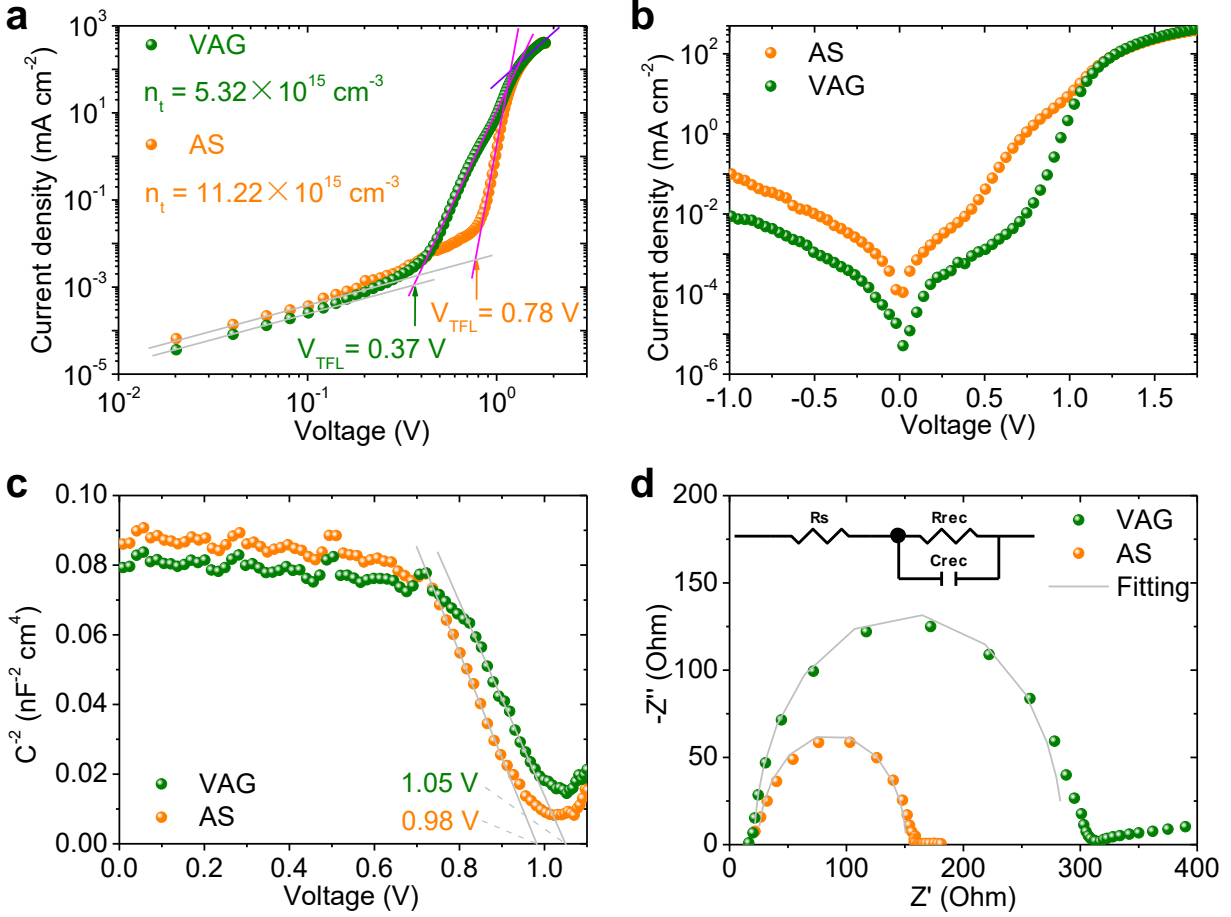 a
VAG
n_t = 5.32×10^15 cm^-3
AS
n_t = 11.22×10^15 cm^-3
V_TFL = 0.78 V
V_TFL = 0.37 V
10^3
10^1
10^-1
10^-3
10^-5
10^-2
10^-1
10^0
Current density (mA cm^-2)
Voltage (V)
b
AS
VAG
10^2
10^0
10^-2
10^-4
10^-6
-1.0
-0.5
0.0
0.5
1.0
1.5
Current density (mA cm^-2)
Voltage (V)
c
0.10
0.08
0.06
0.04
0.02
0.00
VAG
AS
1.05 V
0.98 V
0.0
0.2
0.4
0.6
0.8
1.0
C^-2 (nF^-2 cm^4)
Voltage (V)
d
Rs
Rrec
Crec
VAG
AS
Fitting
200
150
100
50
0
0
100
200
300
400
-Z'' (Ohm)
Z' (Ohm)